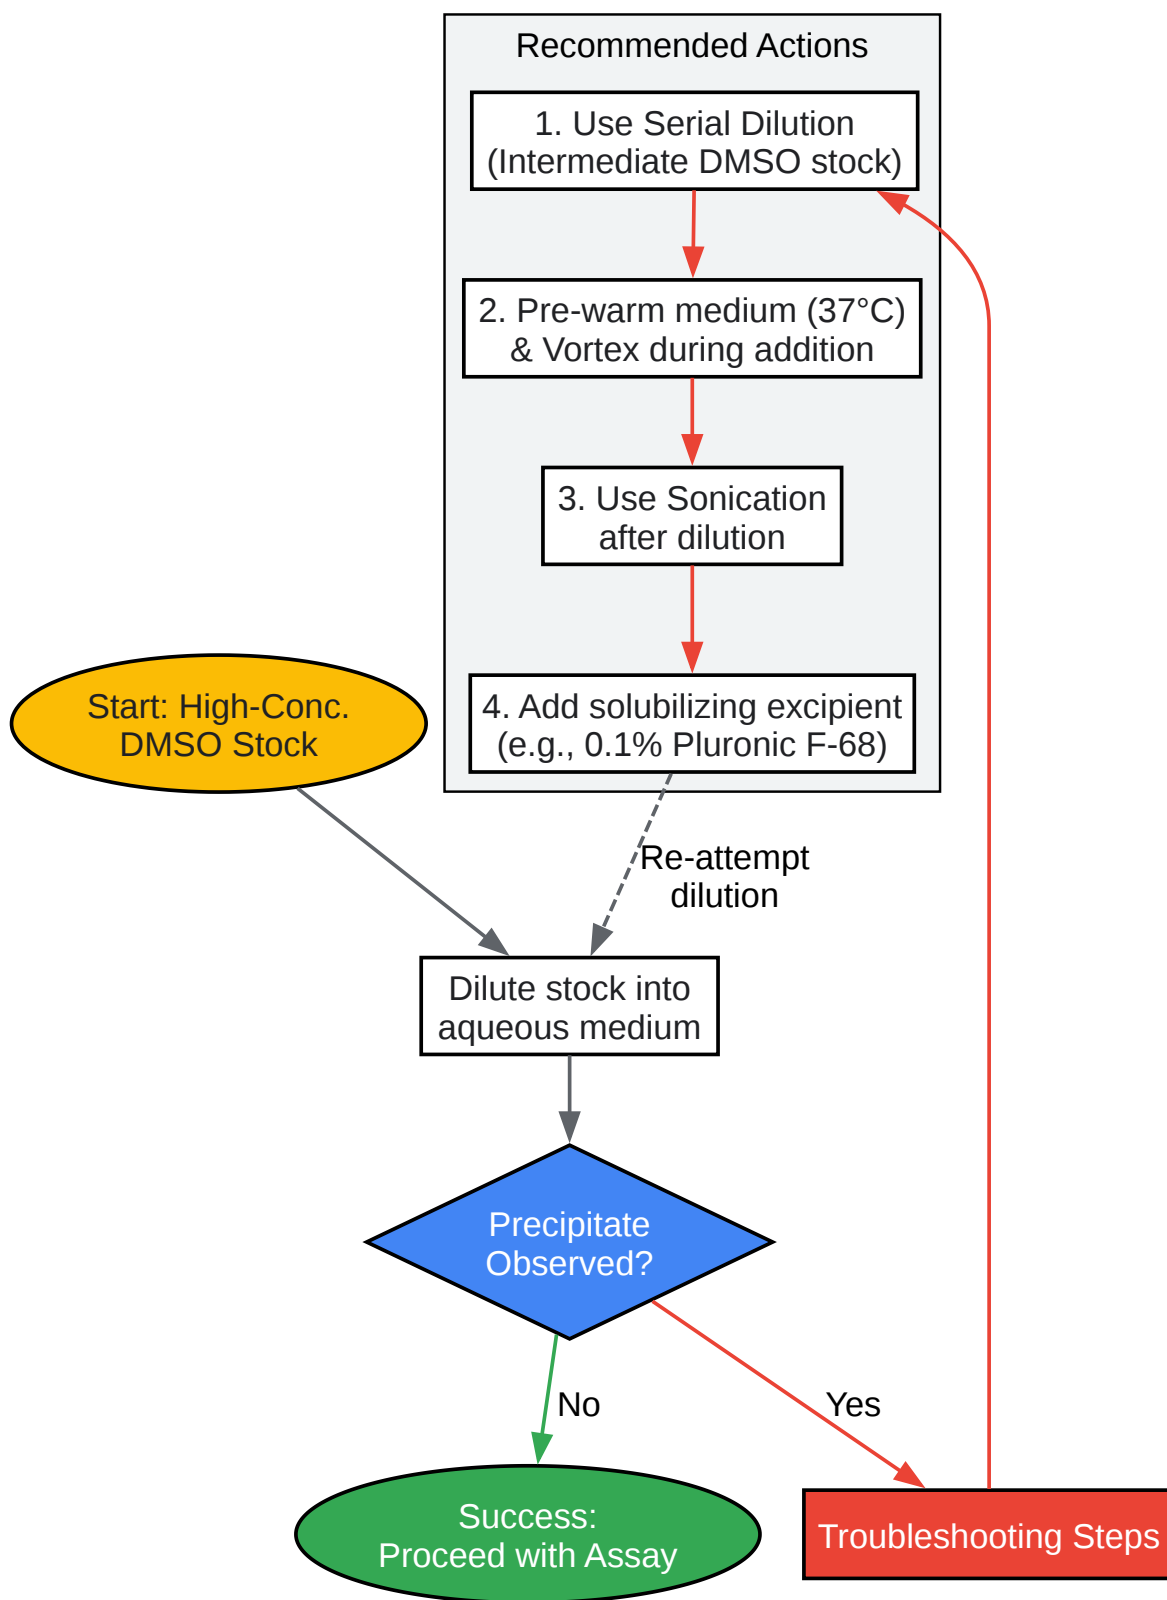 Recommended Actions
1. Use Serial Dilution
(Intermediate DMSO stock)
2. Pre-warm medium (37°C)
& Vortex during addition
3. Use Sonication
after dilution
4. Add solubilizing excipient
(e.g., 0.1% Pluronic F-68)
Start: High-Conc.
DMSO Stock
Re-attempt
dilution
Dilute stock into
aqueous medium
Precipitate
Observed?
No
Yes
Success:
Proceed with Assay
Troubleshooting Steps